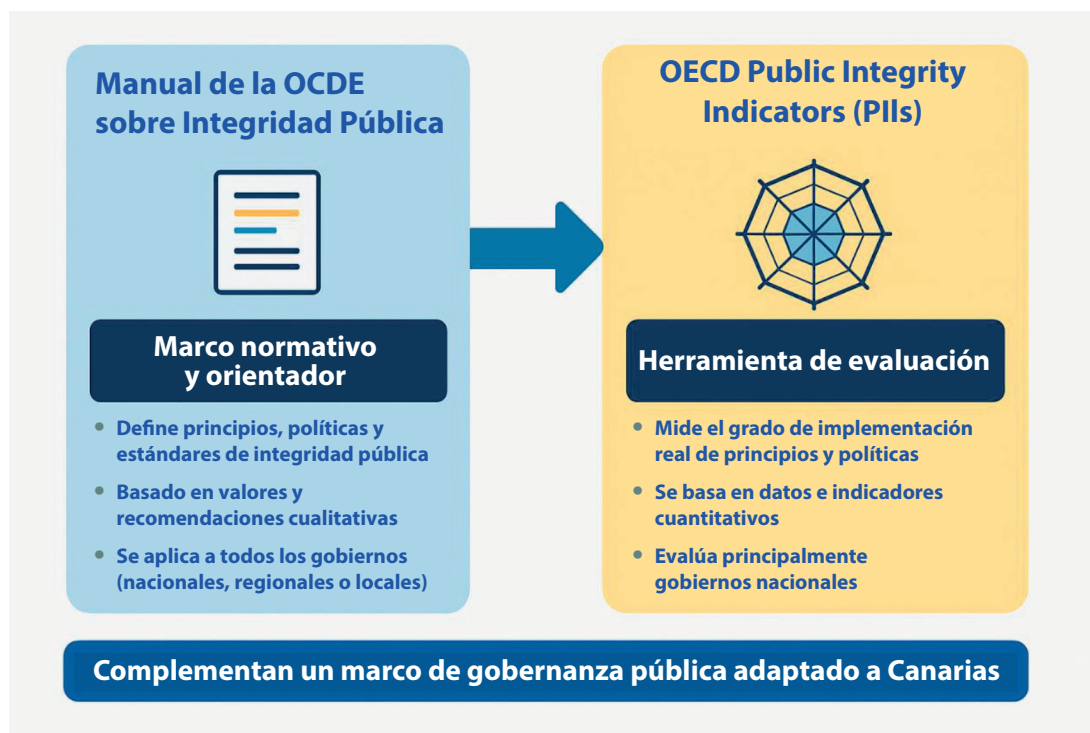 Manual de la OCDE
sobre Integridad Pública
Marco normativo
y orientador
• Define principios, políticas y
estándares de integridad pública
• Basado en valores y
recomendaciones cualitativas
• Se aplica a todos los gobiernos
(nacionales, regionales o locales)
OECD Public Integrity
Indicators (PIIs)
Herramienta de evaluación
• Mide el grado de implementación
real de principios y políticas
• Se basa en datos e indicadores
cuantitativos
• Evalúa principalmente
gobiernos nacionales
Complementan un marco de gobernanza pública adaptado a Canarias